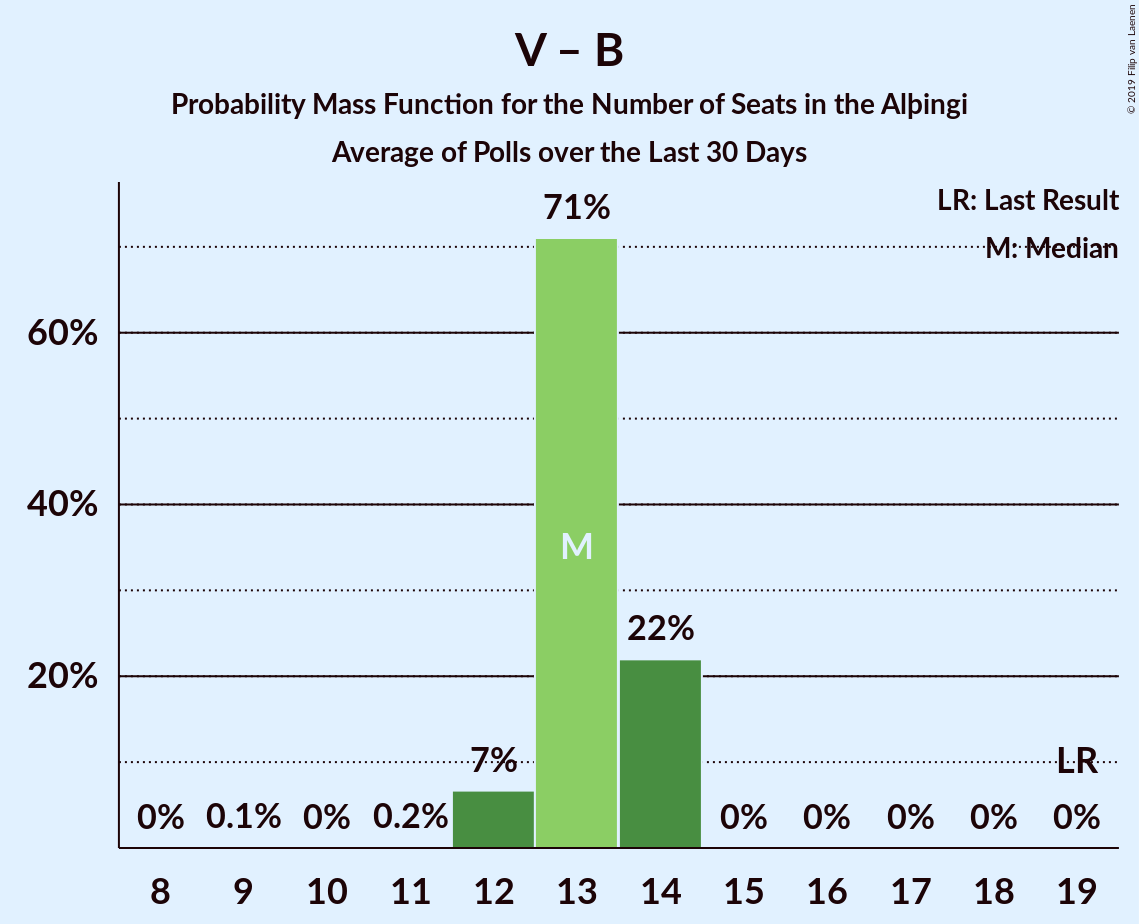 V – B
Probability Mass Function for the Number of Seats in the Alþingi
Average of Polls over the Last 30 Days
© 2019 Filip van Laenen
LR: Last Result
M: Median
71%
60%
40%
M
22%
20%
7%
LR
0% 0.1% 0% 0.2% 0% 0% 0% 0% 0%
8 9 10 11 12 13 14 15 16 17 18 19